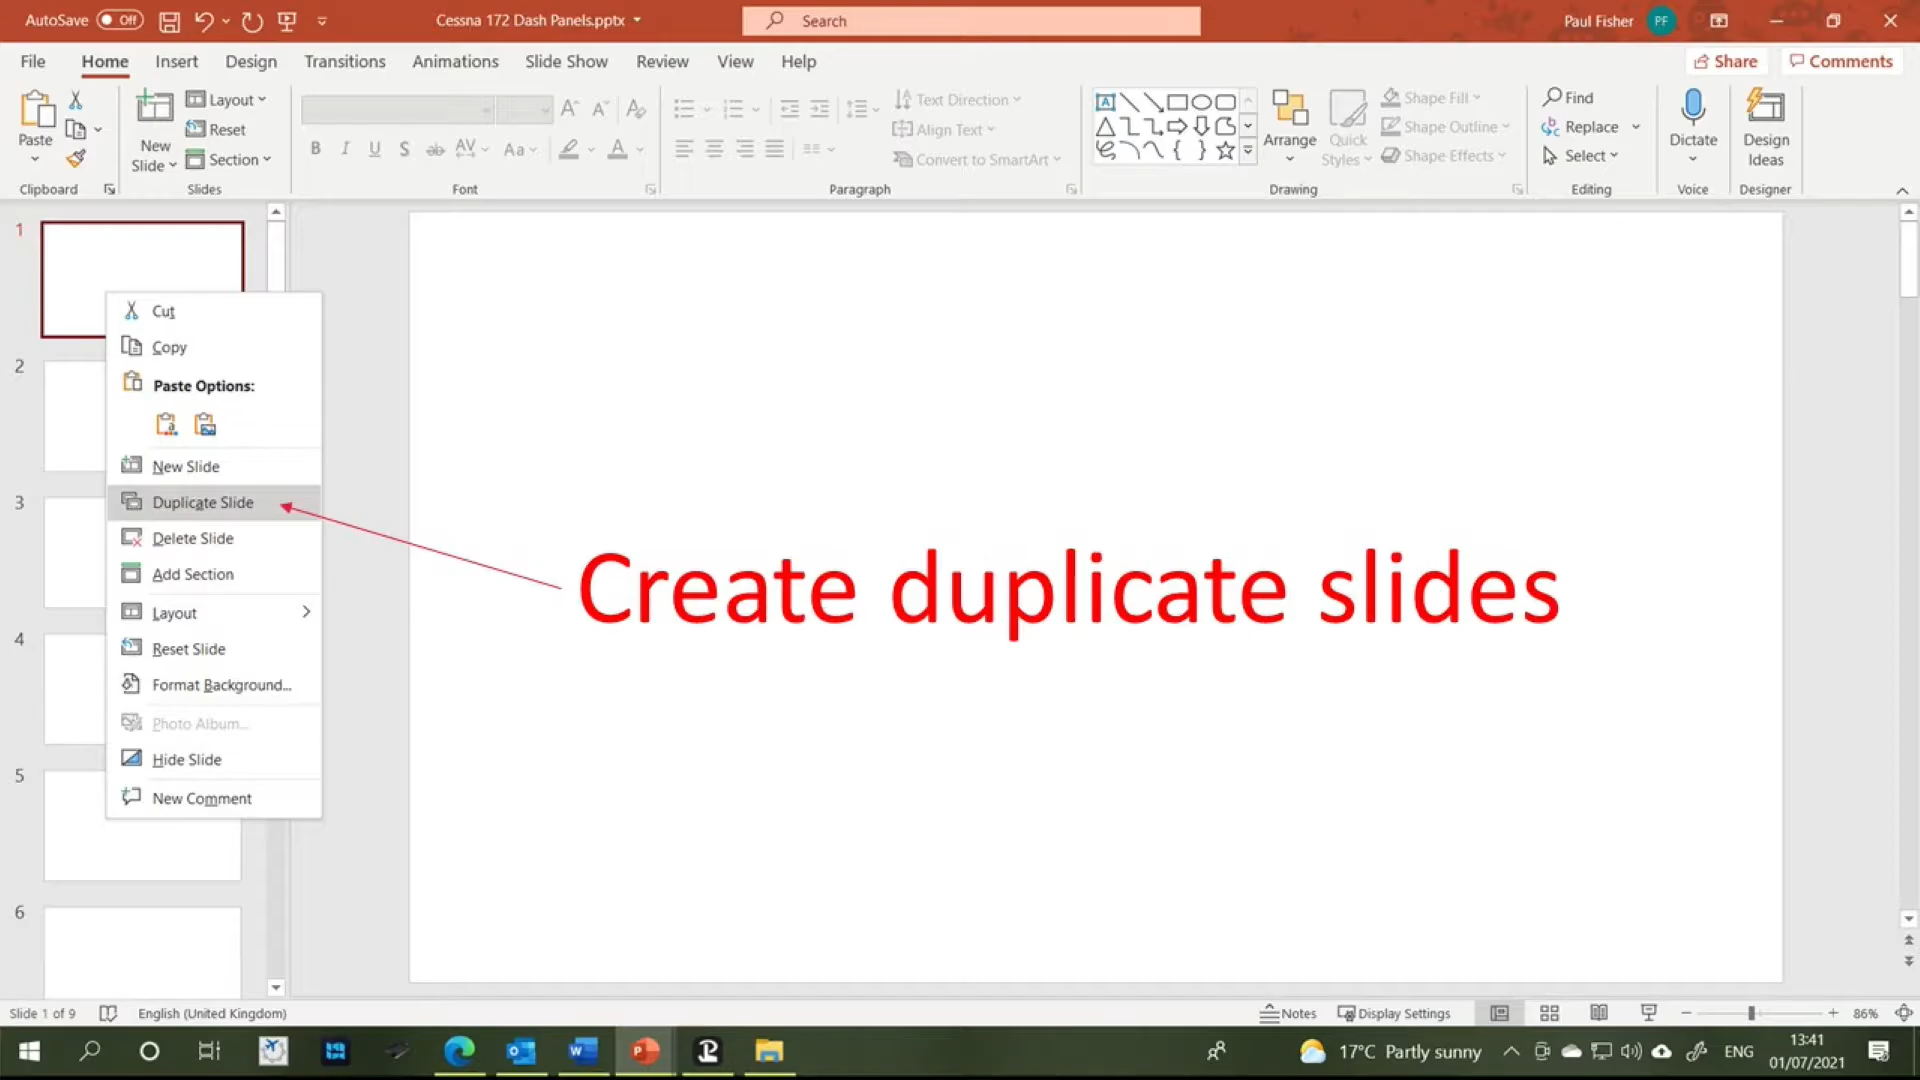 AutoSave Off Cessna 172 Dash Panels.pptx Search Paul Fisher PF
File Home Insert Design Transitions Animations Slide Show Review View Help Share Comments
Paste
Clipboard
New
Slide
Layout
Reset
Section
Slides
B I U S ab AV Aa A
Font
Text Direction
Align Text
Convert to SmartArt
Paragraph
Arrange
Quick
Styles
Shape Fill
Shape Outline
Shape Effects
Drawing
Find
Replace
Select
Editing
Dictate
Voice
Design
Ideas
Designer
1
2
3
4
5
6
Cut
Copy
Paste Options:
New Slide
Duplicate Slide
Delete Slide
Add Section
Layout
Reset Slide
Format Background...
Photo Album...
Hide Slide
New Comment
Create duplicate slides
Slide 1 of 9 English (United Kingdom) Notes Display Settings 86%
17°C Partly sunny ENG 13:41
01/07/2021